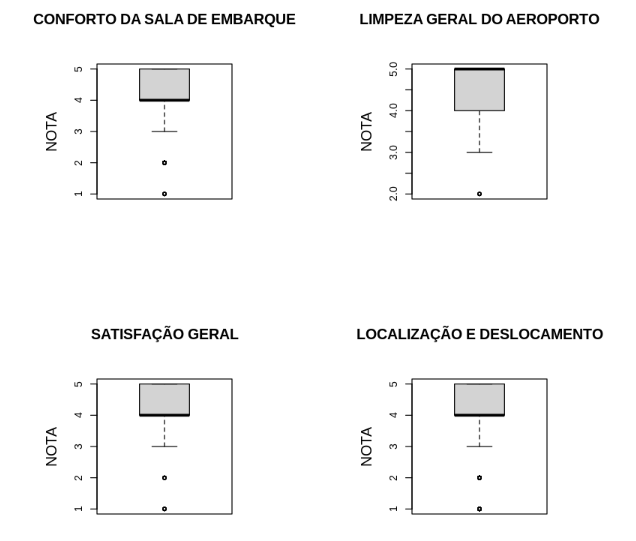 CONFORTO DA SALA DE EMBARQUE
NOTA
5
4
3
2
1
LIMPEZA GERAL DO AEROPORTO
NOTA
5.0
4.0
3.0
2.0
SATISFAÇÃO GERAL
NOTA
5
4
3
2
1
LOCALIZAÇÃO E DESLOCAMENTO
NOTA
5
4
3
2
1